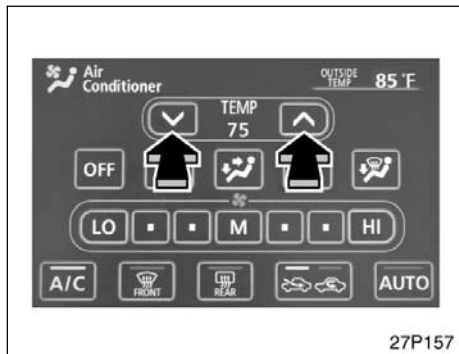 Air
Conditioner
OUTSIDE
TEMP 85°F
TEMP
75
OFF
LO M HI
A/C FRONT REAR AUTO
27P157